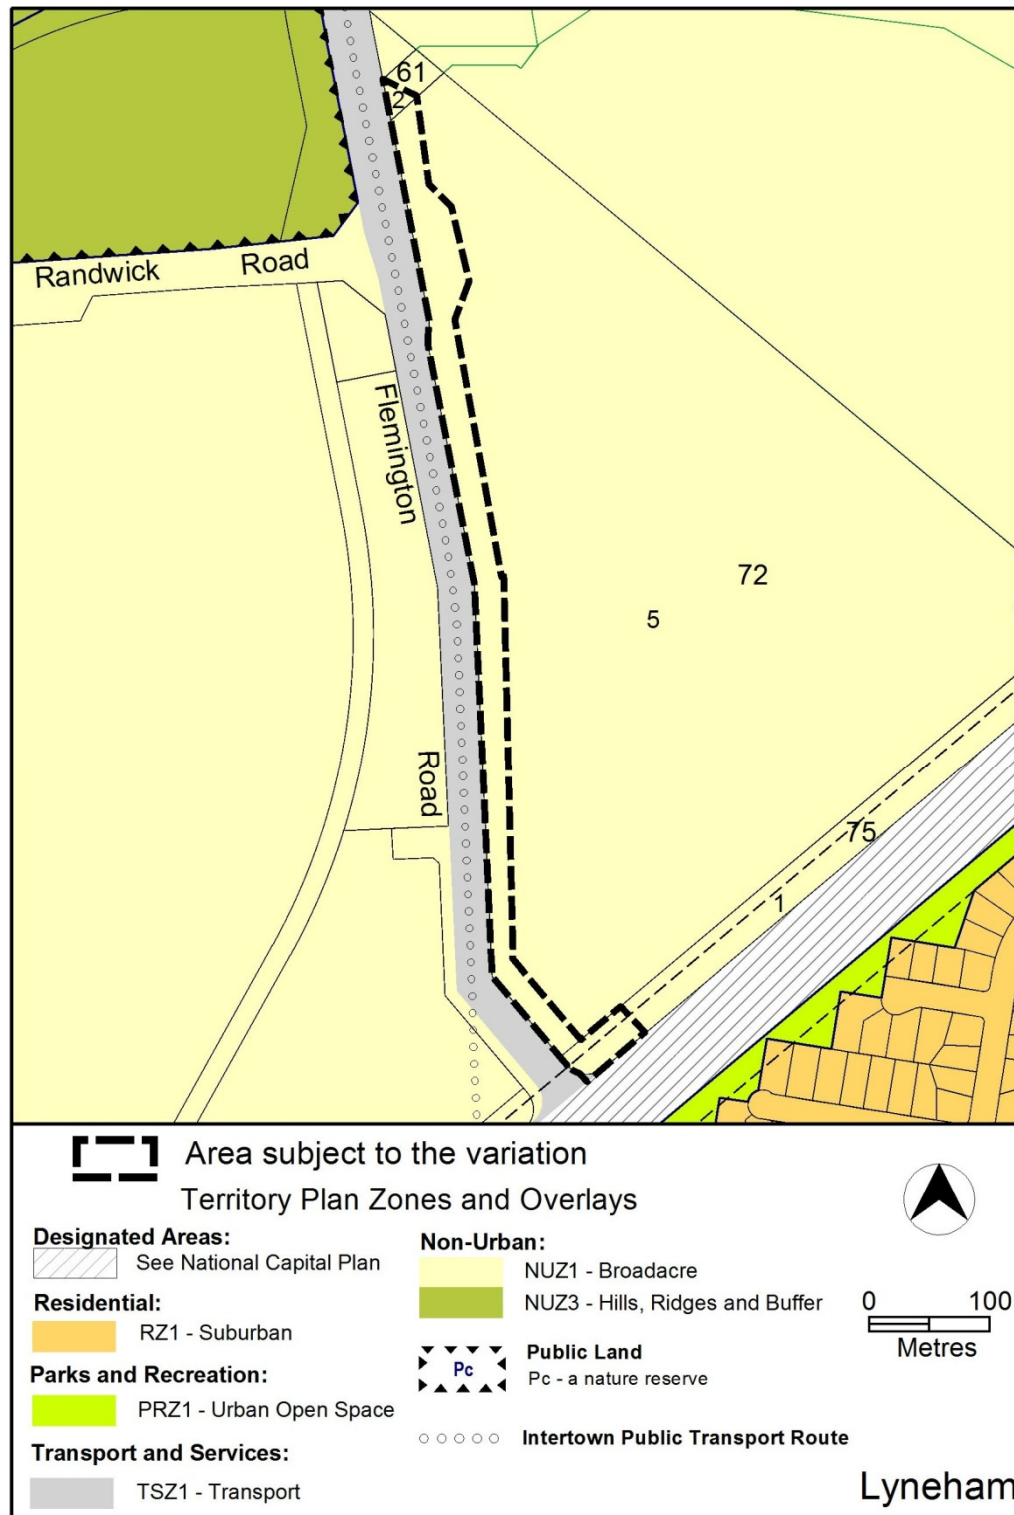 61
2
Randwick Road
Flemington
72
5
Road
75
1
Area subject to the variation
Territory Plan Zones and Overlays
Designated Areas:
See National Capital Plan
Residential:
RZ1 - Suburban
Parks and Recreation:
PRZ1 - Urban Open Space
Transport and Services:
TSZ1 - Transport
Non-Urban:
NUZ1 - Broadacre
NUZ3 - Hills, Ridges and Buffer
Pc
Public Land
Pc - a nature reserve
Intertown Public Transport Route
0 100
Metres
Lyneham